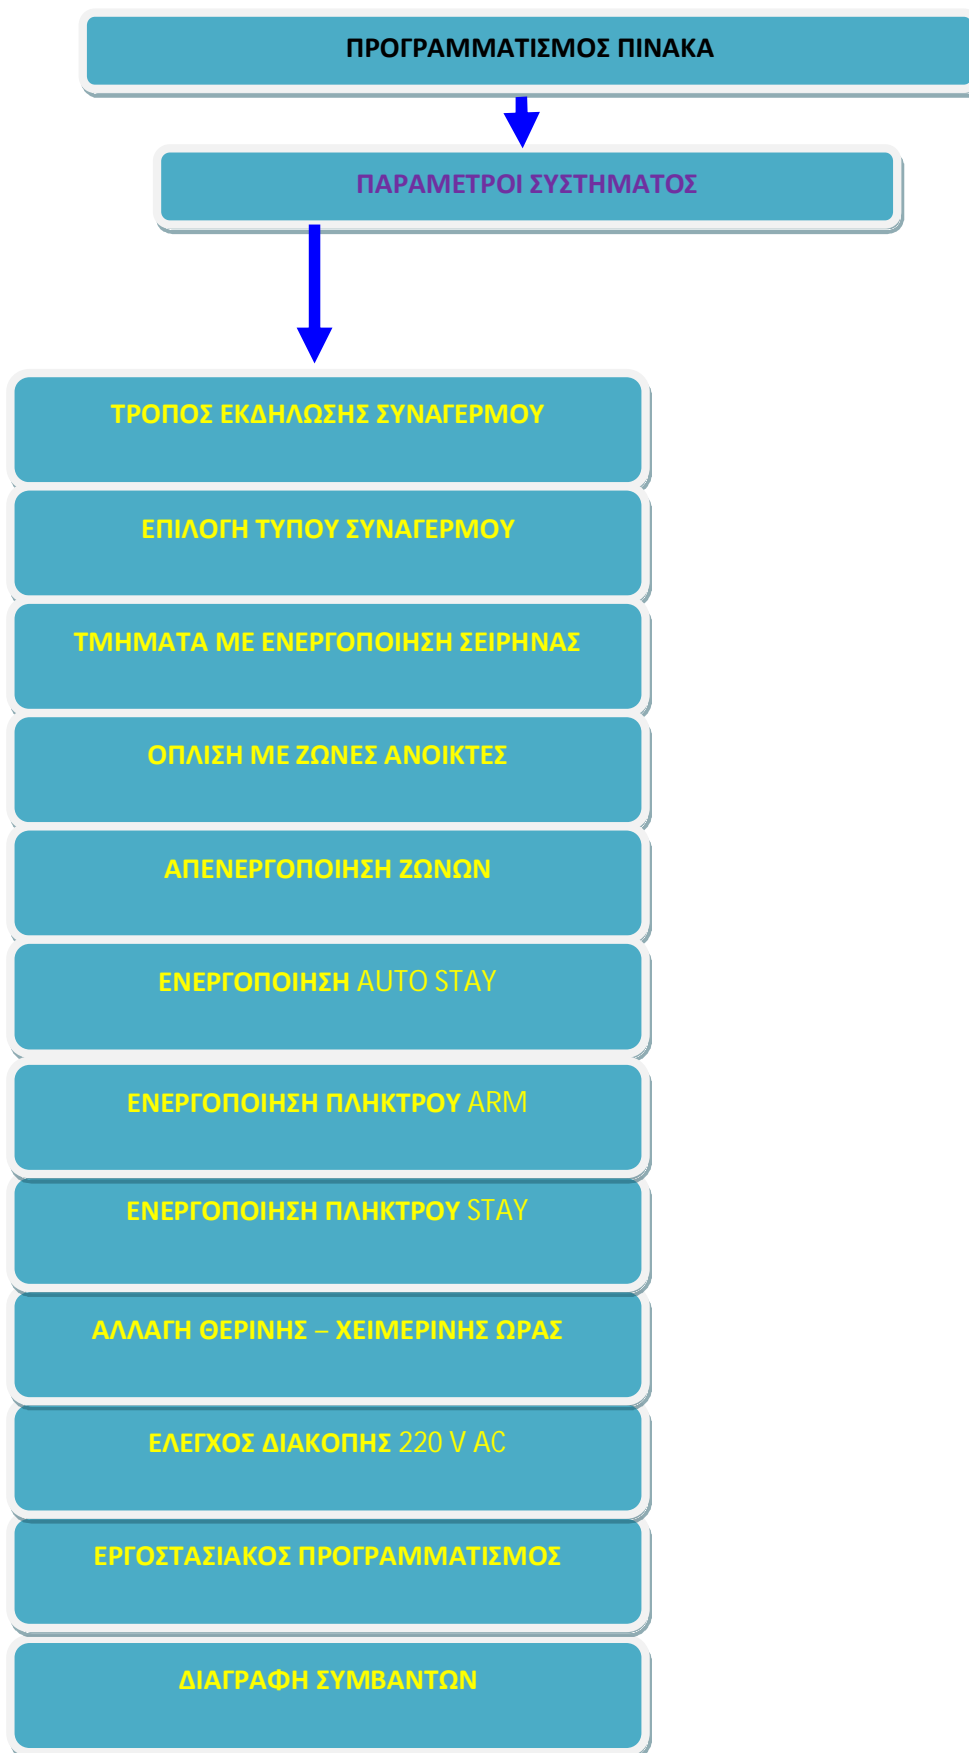 ΠΡΟΓΡΑΜΜΑΤΙΣΜΟΣ ΠΙΝΑΚΑ
ΠΑΡΑΜΕΤΡΟΙ ΣΥΣΤΗΜΑΤΟΣ
ΤΡΟΠΟΣ ΕΚΔΗΛΩΣΗΣ ΣΥΝΑΓΕΡΜΟΥ
ΕΠΙΛΟΓΗ ΤΥΠΟΥ ΣΥΝΑΓΕΡΜΟΥ
ΤΜΗΜΑΤΑ ΜΕ ΕΝΕΡΓΟΠΟΙΗΣΗ ΣΕΙΡΗΝΑΣ
ΟΠΛΙΣΗ ΜΕ ΖΩΝΕΣ ΑΝΟΙΚΤΕΣ
ΑΠΕΝΕΡΓΟΠΟΙΗΣΗ ΖΩΝΩΝ
ΕΝΕΡΓΟΠΟΙΗΣΗ AUTO STAY
ΕΝΕΡΓΟΠΟΙΗΣΗ ΠΛΗΚΤΡΟΥ ARM
ΕΝΕΡΓΟΠΟΙΗΣΗ ΠΛΗΚΤΡΟΥ STAY
ΑΛΛΑΓΗ ΘΕΡΙΝΗΣ – ΧΕΙΜΕΡΙΝΗΣ ΩΡΑΣ
ΕΛΕΓΧΟΣ ΔΙΑΚΟΠΗΣ 220 V AC
ΕΡΓΟΣΤΑΣΙΑΚΟΣ ΠΡΟΓΡΑΜΜΑΤΙΣΜΟΣ
ΔΙΑΓΡΑΦΗ ΣΥΜΒΑΝΤΩΝ